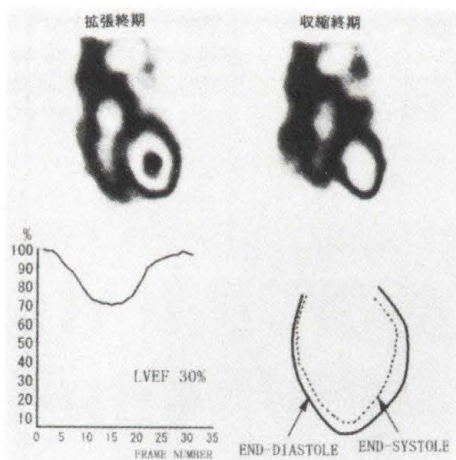 拡張終期
収縮終期
%
100
90
80
70
60
50
40
30
20
10
LVEF 30%
0 5 10 15 20 25 30 35
FRAME NUMBER
END-DIASTOLE
END-SYSTOLE